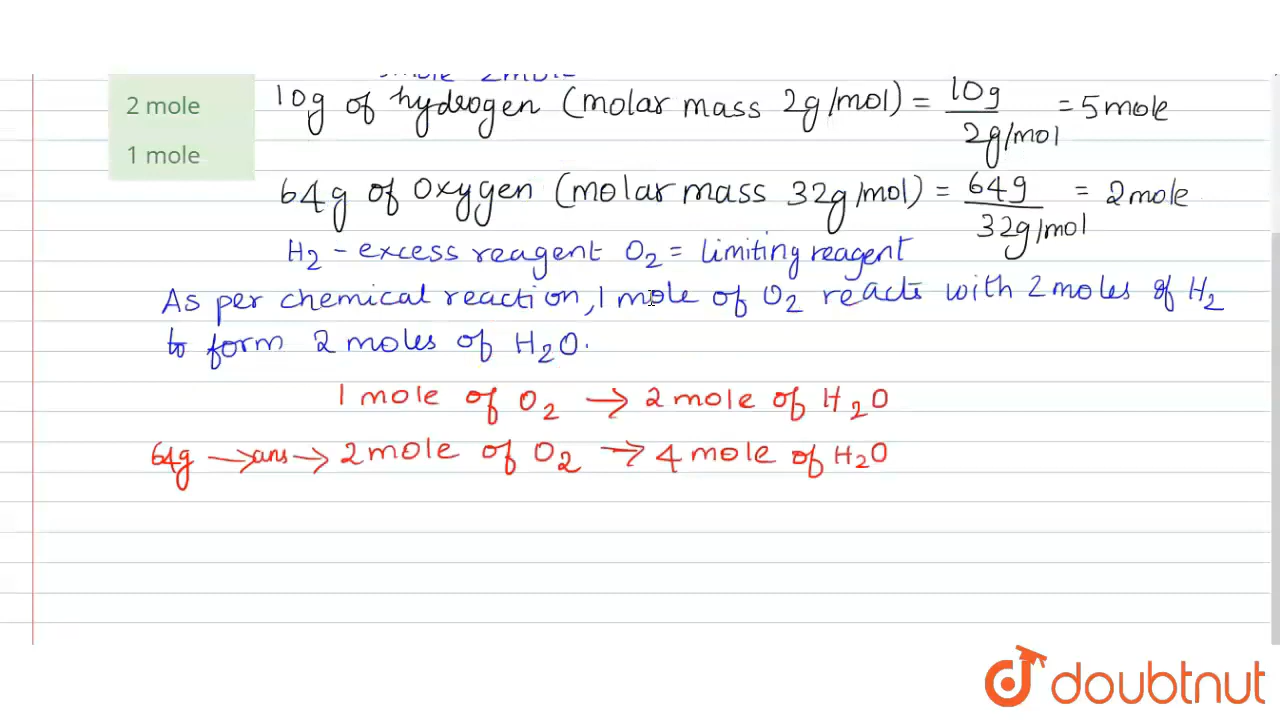 2 mole
1 mole
10g of hydrogen (molar mass 2g/mol) = 10g / 2g/mol = 5 mole
64g of Oxygen (molar mass 32g/mol) = 64g / 32g/mol = 2 mole
H2 - excess reagent O2 = limiting reagent
As per chemical reaction, 1 mole of O2 reacts with 2 moles of H2
to form 2 moles of H2O.
1 mole of O2 → 2 mole of H2O
64g → ans → 2 mole of O2 → 4 mole of H2O
doubtnut